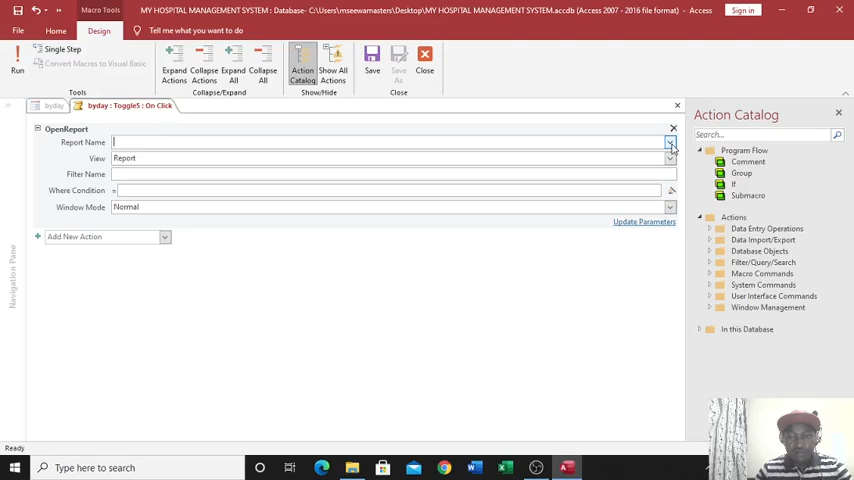 Macro Tools
MY HOSPITAL MANAGEMENT SYSTEM : Database- C:\Users\mseewamasters\Desktop\MY HOSPITAL MANAGEMENT SYSTEM.accdb (Access 2007 - 2016 file format) - Access
Sign in
File
Home
Design
Tell me what you want to do
Run
Single Step
Convert Macros to Visual Basic
Expand Actions
Collapse Actions
Expand All
Collapse All
Action Catalog
Show All Actions
Save
Save As
Close
Tools
Collapse/Expand
Show/Hide
Close
byday
byday : Toggle5 : On Click
OpenReport
Report Name
View
Report
Filter Name
Where Condition
=
Window Mode
Normal
Update Parameters
Add New Action
Navigation Pane
Action Catalog
Search...
Program Flow
Comment
Group
If
Submacro
Actions
Data Entry Operations
Data Import/Export
Database Objects
Filter/Query/Search
Macro Commands
System Commands
User Interface Commands
Window Management
In this Database
Ready
Type here to search